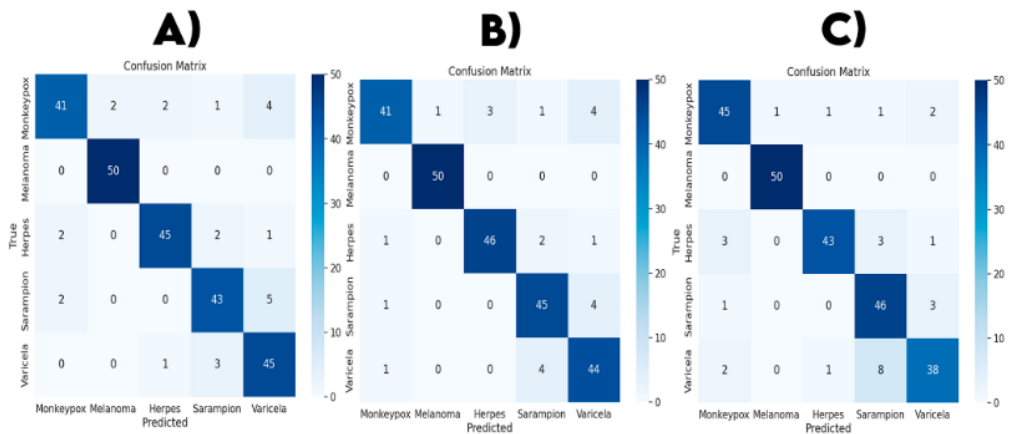 A)
Confusion Matrix
Monkeypox 41 2 2 1 4
Melanoma 0 50 0 0 0
Herpes 2 0 45 2 1
Sarampion 2 0 0 43 5
Varicela 0 0 1 3 45
True
50
40
30
20
10
0
Monkeypox Melanoma Herpes Sarampion Varicela
Predicted
B)
Confusion Matrix
Monkeypox 41 1 3 1 4
Melanoma 0 50 0 0 0
Herpes 1 0 46 2 1
Sarampion 1 0 0 45 4
Varicela 1 0 0 4 44
True
50
40
30
20
10
0
Monkeypox Melanoma Herpes Sarampion Varicela
Predicted
C)
Confusion Matrix
Monkeypox 45 1 1 1 2
Melanoma 0 50 0 0 0
Herpes 3 0 43 3 1
Sarampion 1 0 0 46 3
Varicela 2 0 1 8 38
True
50
40
30
20
10
0
Monkeypox Melanoma Herpes Sarampion Varicela
Predicted